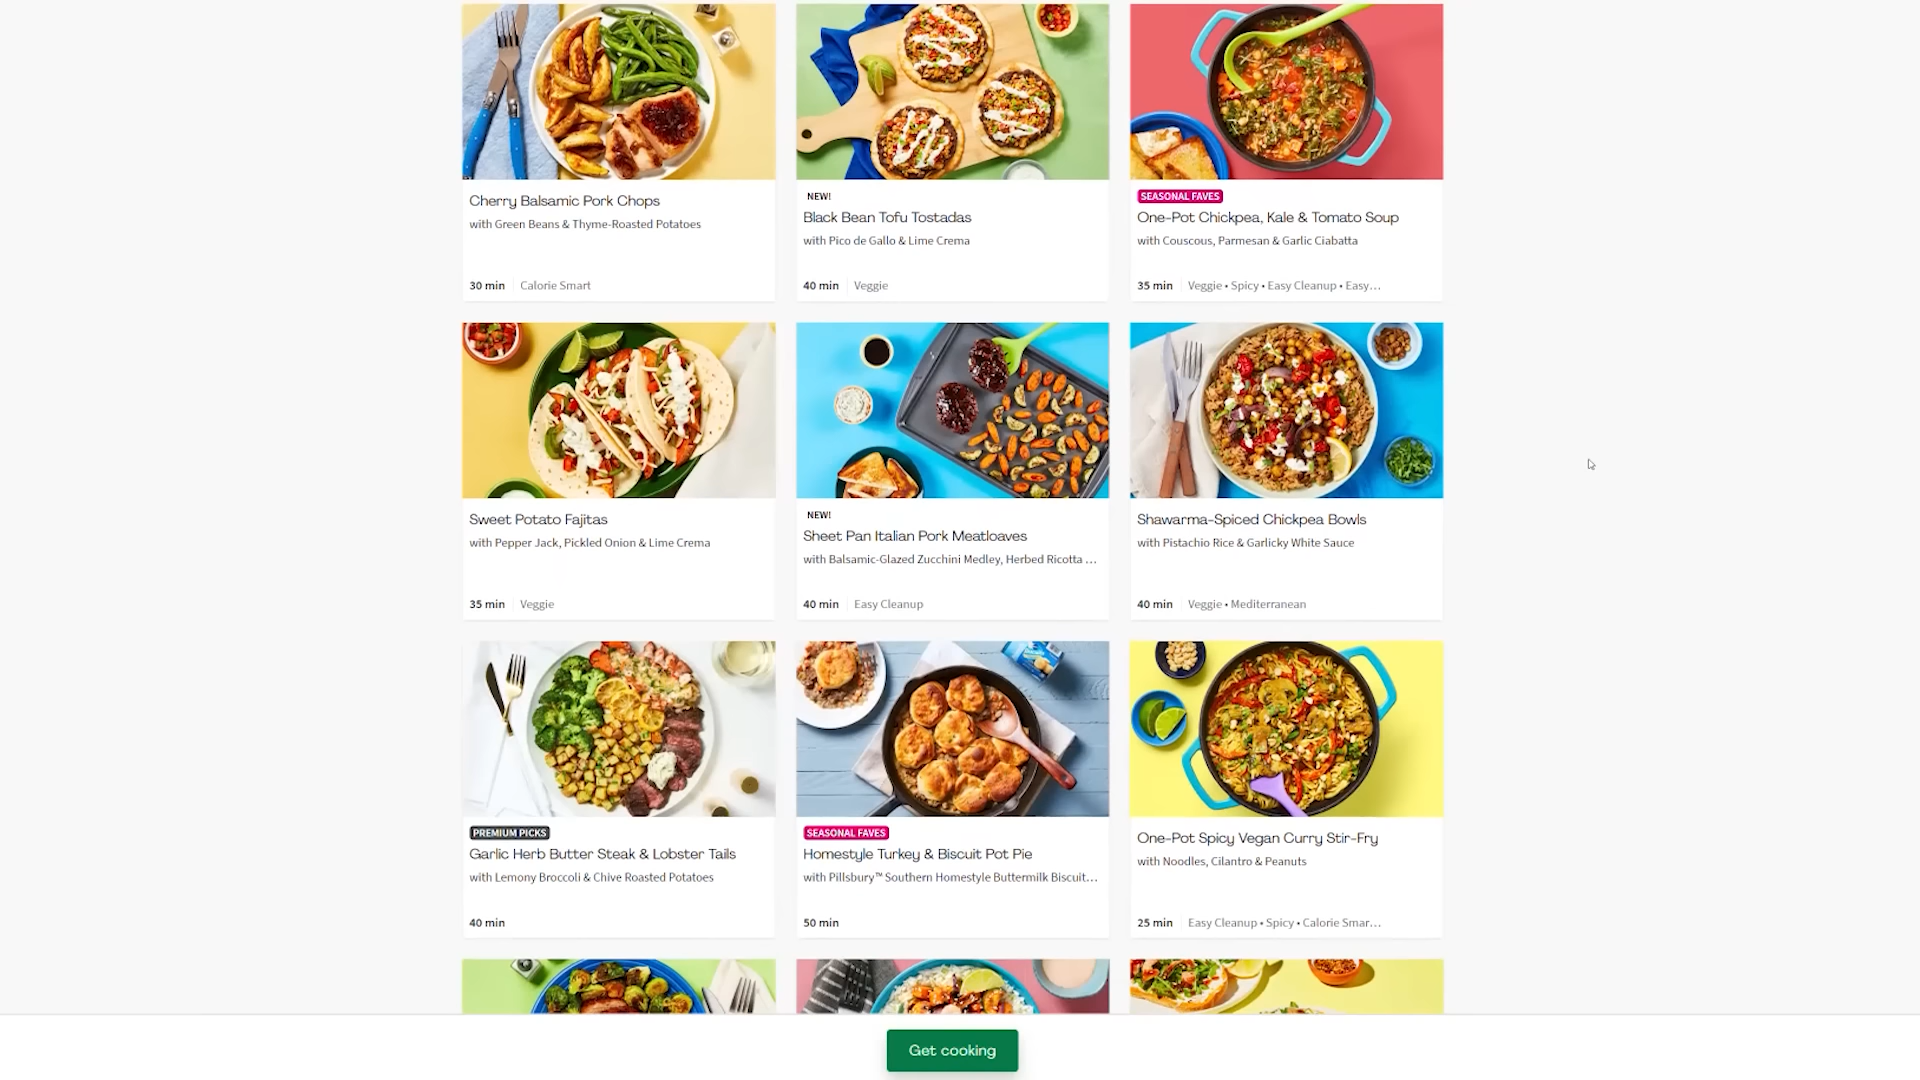 Cherry Balsamic Pork Chops
with Green Beans & Thyme-Roasted Potatoes
30 min Calorie Smart
NEW!
Black Bean Tofu Tostadas
with Pico de Gallo & Lime Crema
40 min Veggie
SEASONAL FAVES
One-Pot Chickpea, Kale & Tomato Soup
with Couscous, Parmesan & Garlic Ciabatta
35 min Veggie • Spicy • Easy Cleanup • Easy...
Sweet Potato Fajitas
with Pepper Jack, Pickled Onion & Lime Crema
35 min Veggie
NEW!
Sheet Pan Italian Pork Meatloaves
with Balsamic-Glazed Zucchini Medley, Herbed Ricotta ...
40 min Easy Cleanup
Shawarma-Spiced Chickpea Bowls
with Pistachio Rice & Garlicky White Sauce
40 min Veggie • Mediterranean
PREMIUM PICKS
Garlic Herb Butter Steak & Lobster Tails
with Lemony Broccoli & Chive Roasted Potatoes
40 min
SEASONAL FAVES
Homestyle Turkey & Biscuit Pot Pie
with Pillsbury™ Southern Homestyle Buttermilk Biscuit...
50 min
One-Pot Spicy Vegan Curry Stir-Fry
with Noodles, Cilantro & Peanuts
25 min Easy Cleanup • Spicy • Calorie Smar...
Get cooking